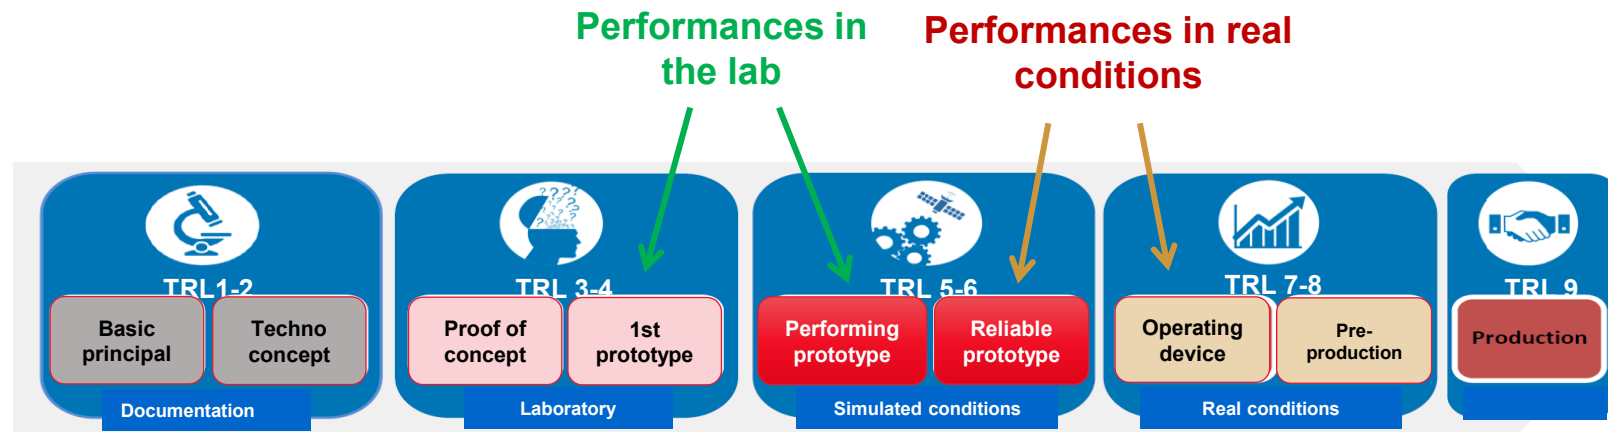 Performances in
the lab
Performances in real
conditions
TRL1-2
Basic
principal
Techno
concept
Documentation
TRL 3-4
Proof of
concept
1st
prototype
Laboratory
TRL 5-6
Performing
prototype
Reliable
prototype
Simulated conditions
TRL 7-8
Operating
device
Pre-
production
Real conditions
TRL 9
Production